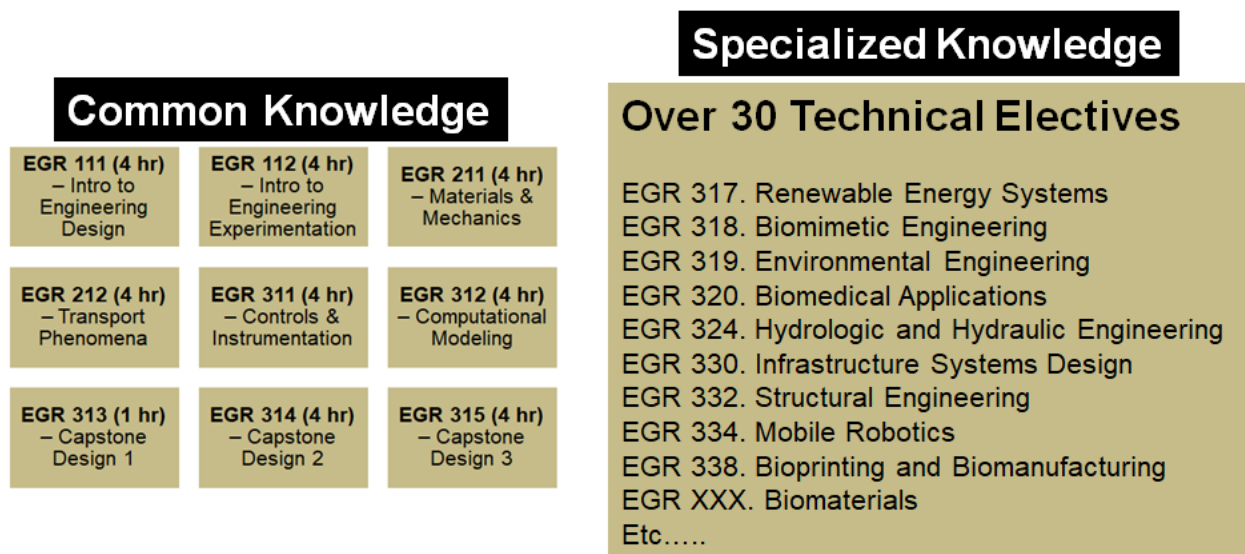 Common Knowledge
EGR 111 (4 hr)
– Intro to
Engineering
Design
EGR 112 (4 hr)
– Intro to
Engineering
Experimentation
EGR 211 (4 hr)
– Materials &
Mechanics
EGR 212 (4 hr)
– Transport
Phenomena
EGR 311 (4 hr)
– Controls &
Instrumentation
EGR 312 (4 hr)
– Computational
Modeling
EGR 313 (1 hr)
– Capstone
Design 1
EGR 314 (4 hr)
– Capstone
Design 2
EGR 315 (4 hr)
– Capstone
Design 3
Specialized Knowledge
Over 30 Technical Electives
EGR 317. Renewable Energy Systems
EGR 318. Biomimetic Engineering
EGR 319. Environmental Engineering
EGR 320. Biomedical Applications
EGR 324. Hydrologic and Hydraulic Engineering
EGR 330. Infrastructure Systems Design
EGR 332. Structural Engineering
EGR 334. Mobile Robotics
EGR 338. Bioprinting and Biomanufacturing
EGR XXX. Biomaterials
Etc…..